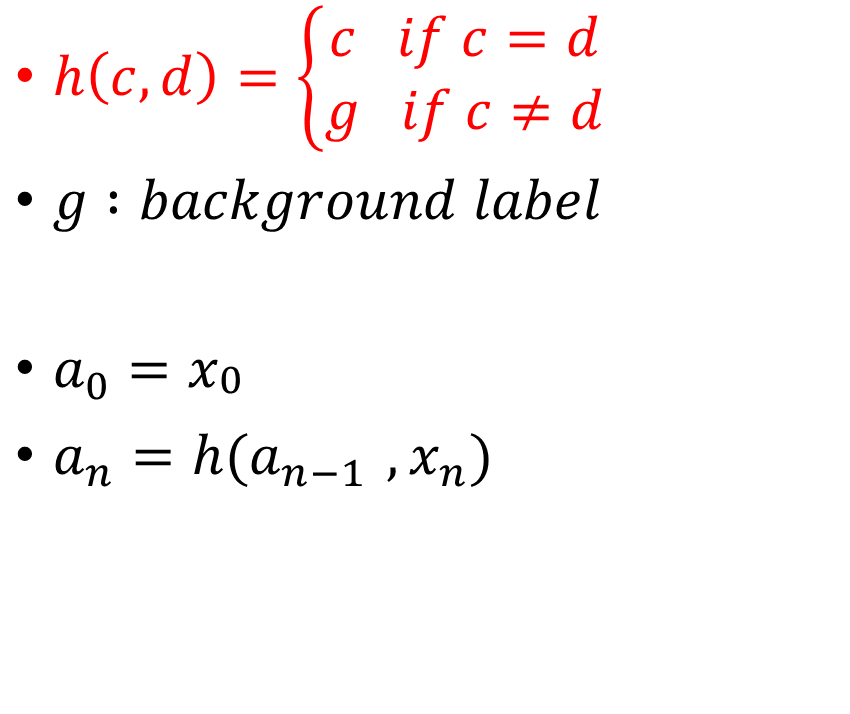 • h(c,d) = { c if c = d
g if c ≠ d
• g : background label
• a₀ = x₀
• aₙ = h(aₙ₋₁ , xₙ)